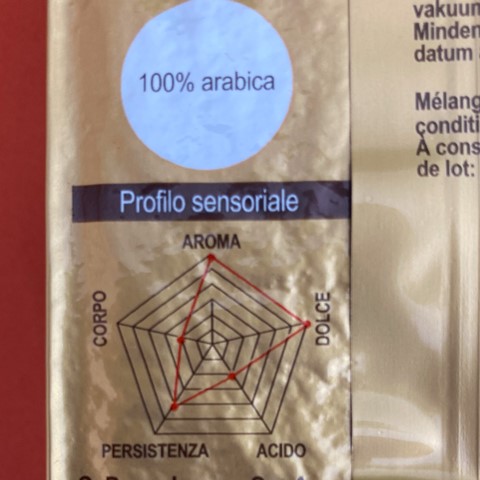 100% arabica
Profilo sensoriale
AROMA
CORPO
DOLCE
PERSISTENZA
ACIDO
vakuum
Minden
datum
Mélang
conditi
À cons
de lot: